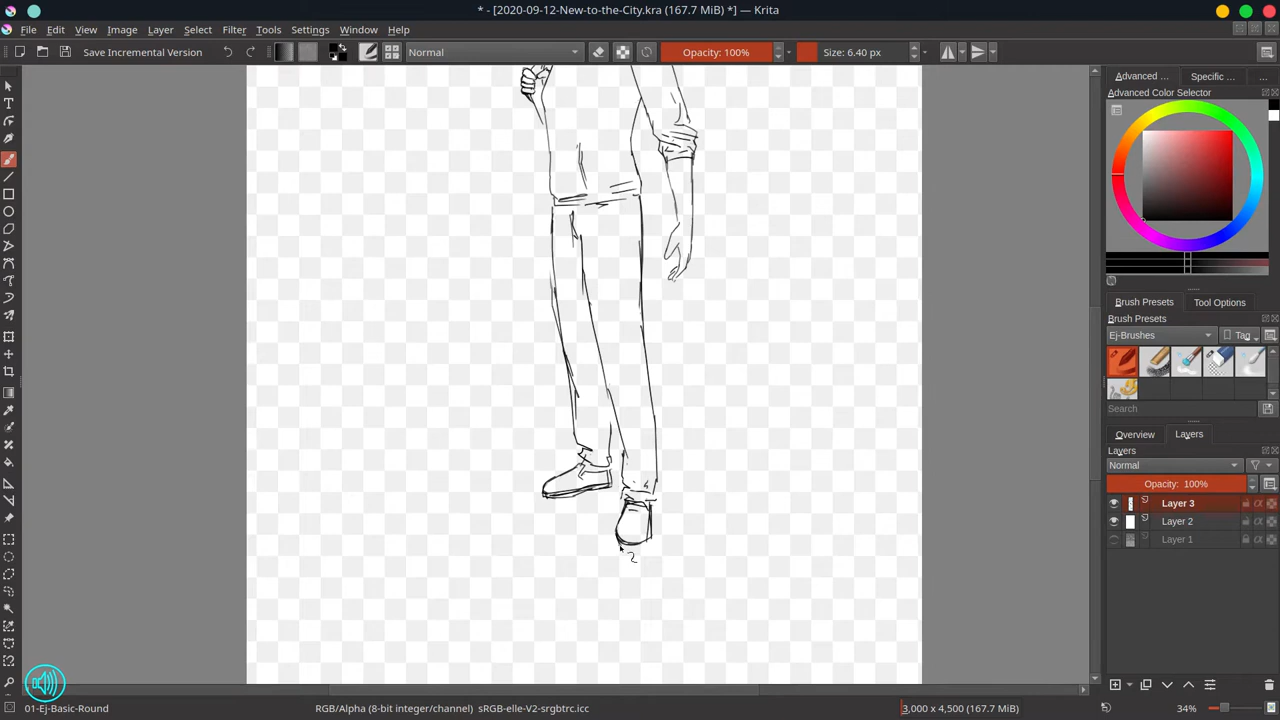 * - [2020-09-12-New-to-the-City.kra (167.7 MiB) *] — Krita
File Edit View Image Layer Select Filter Tools Settings Window Help
Save Incremental Version Normal Opacity: 100% Size: 6.40 px
Advanced ... Specific ... ...
Advanced Color Selector
Brush Presets Tool Options
Brush Presets
Ej-Brushes Tag
Search
Overview Layers
Layers
Normal
Opacity: 100%
Layer 3
Layer 2
Layer 1
01-Ej-Basic-Round RGB/Alpha (8-bit integer/channel) sRGB-elle-V2-srgbtrc.icc 3,000 x 4,500 (167.7 MiB) 34%